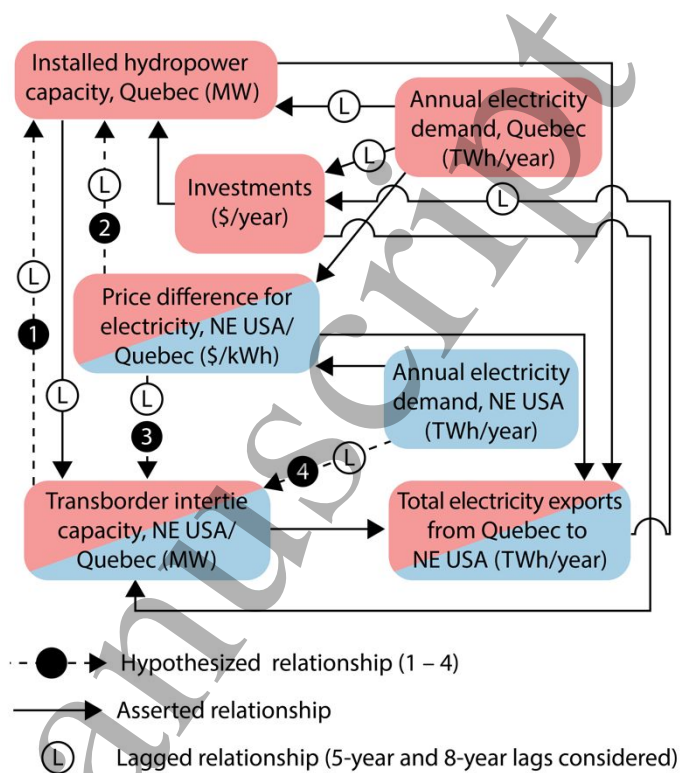 Installed hydropower
capacity, Quebec (MW)
Annual electricity
demand, Quebec
(TWh/year)
L
L
Investments
($/year)
L
L
2
L
1
Price difference for
electricity, NE USA/
Quebec ($/kWh)
Annual electricity
demand, NE USA
(TWh/year)
L
L
3
4
L
Transborder intertie
capacity, NE USA/
Quebec (MW)
Total electricity exports
from Quebec to
NE USA (TWh/year)
Hypothesized relationship (1 – 4)
Asserted relationship
L Lagged relationship (5-year and 8-year lags considered)
anuscript